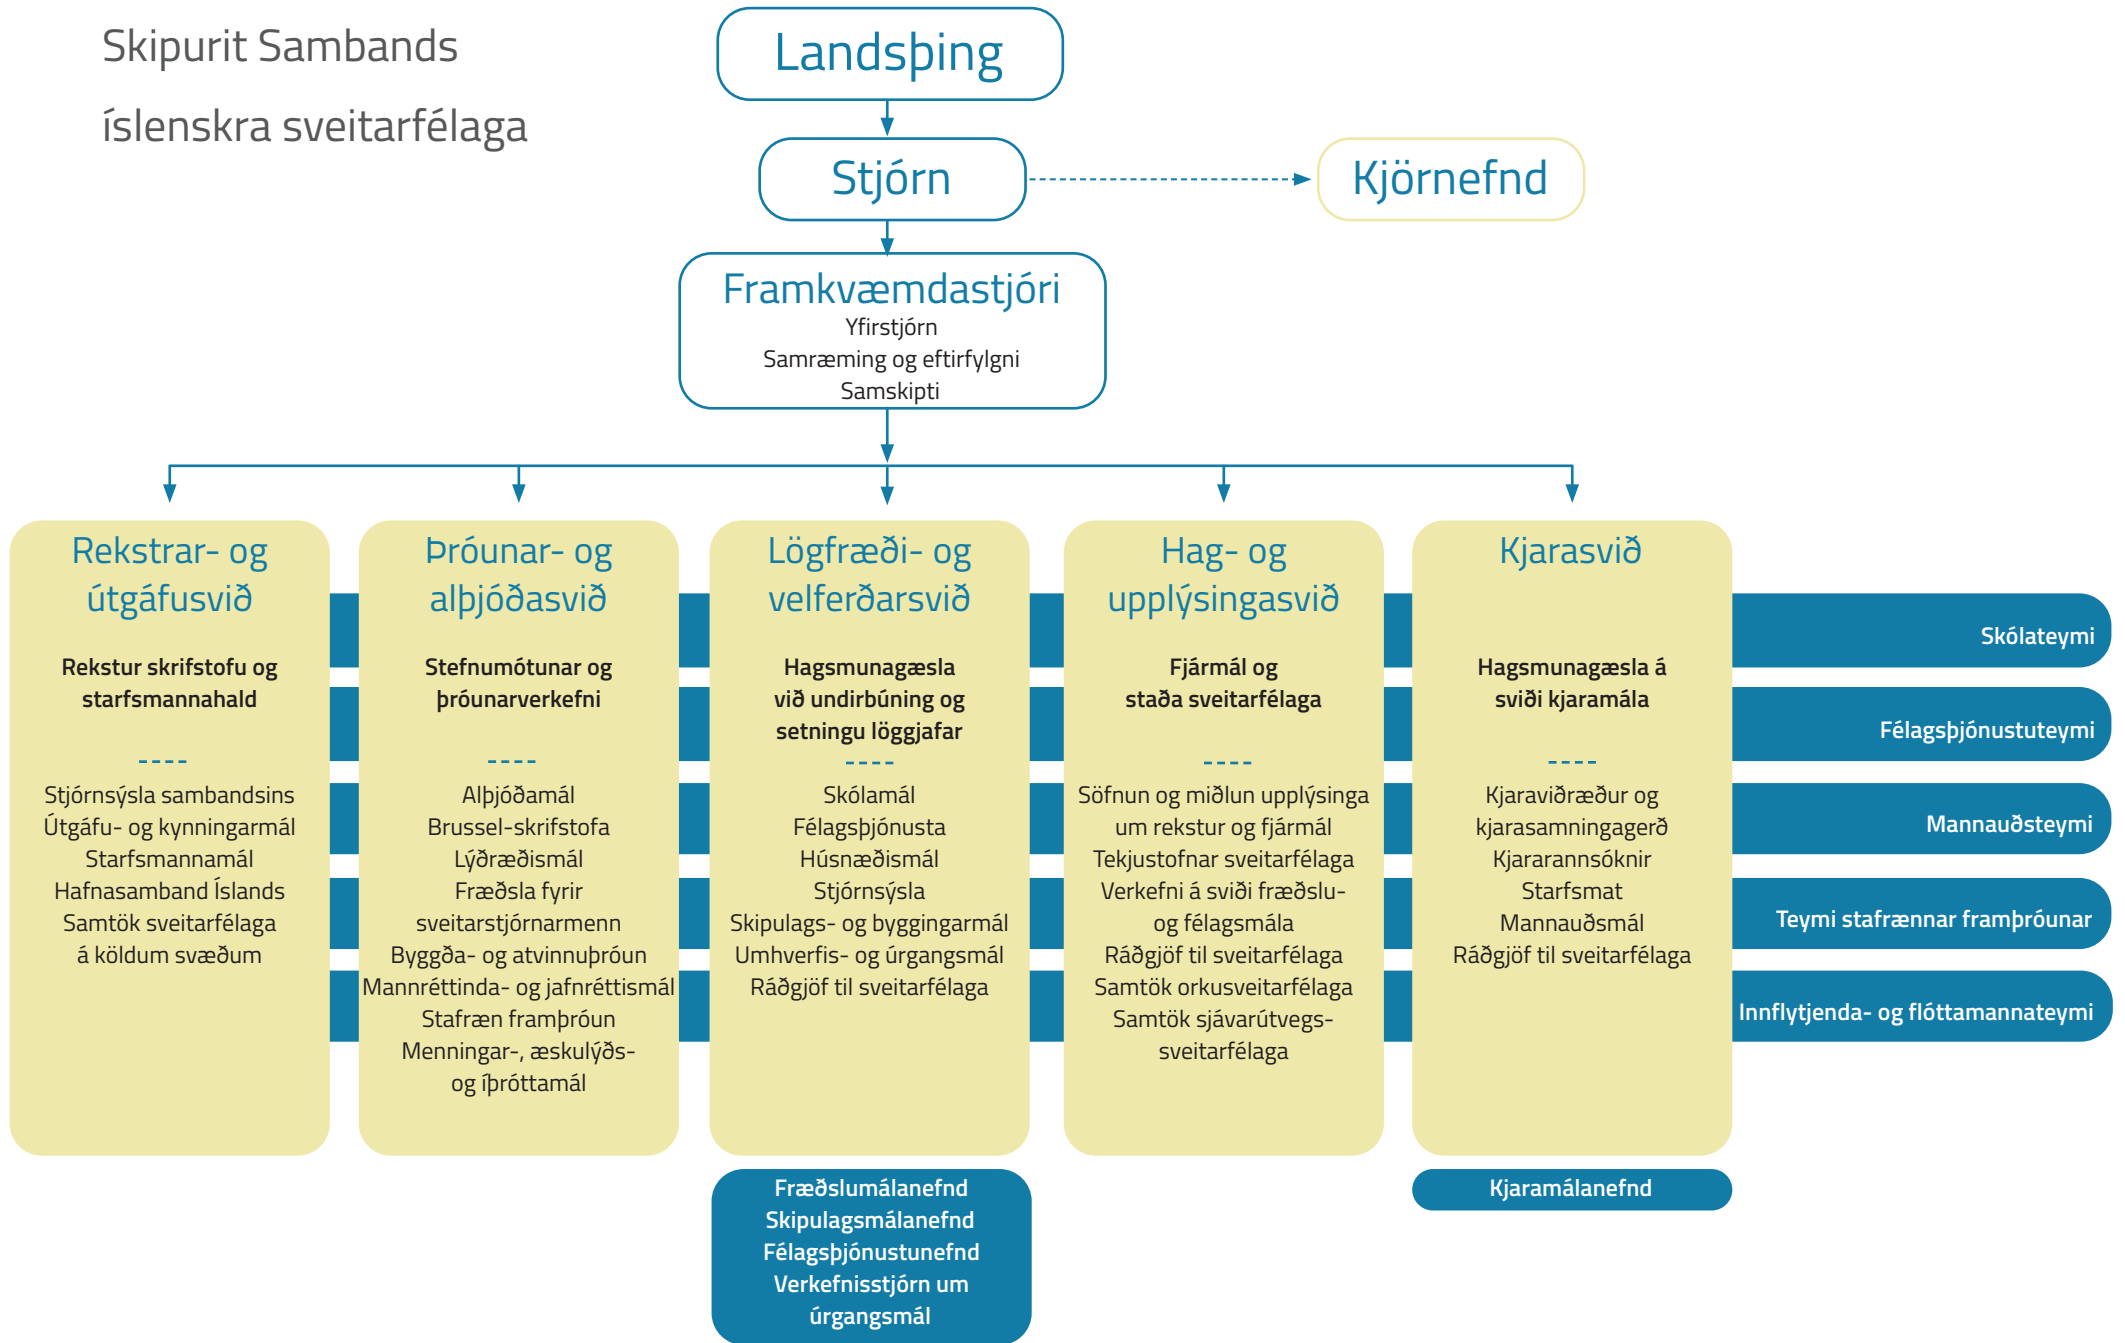 Skipurit Sambands
íslenskra sveitarfélaga
Landsþing
Stjórn
Kjörnefnd
Framkvæmdastjóri
Yfirstjórn
Samræming og eftirfylgni
Samskipti
Rekstrar- og
útgáfusvið
Rekstur skrifstofu og
starfsmannahald
----
Stjórnsýsla sambandsins
Útgáfu- og kynningarmál
Starfsmannamál
Hafnasamband Íslands
Samtök sveitarfélaga
á köldum svæðum
Þróunar- og
alþjóðasvið
Stefnumótunar og
þróunarverkefni
----
Alþjóðamál
Brussel-skrifstofa
Lýðræðismál
Fræðsla fyrir
sveitarstjórnarmenn
Byggða- og atvinnuþróun
Mannréttinda- og jafnréttismál
Stafræn framþróun
Menningar-, æskulýðs-
og íþróttamál
Lögfræði- og
velferðarsvið
Hagsmunagæsla
við undirbúning og
setningu löggjafar
----
Skólamál
Félagsþjónusta
Húsnæðismál
Stjórnsýsla
Skipulags- og byggingarmál
Umhverfis- og úrgangsmál
Ráðgjöf til sveitarfélaga
Hag- og
upplýsingasvið
Fjármál og
staða sveitarfélaga
----
Söfnun og miðlun upplýsinga
um rekstur og fjármál
Tekjustofnar sveitarfélaga
Verkefni á sviði fræðslu-
og félagsmála
Ráðgjöf til sveitarfélaga
Samtök orkusveitarfélaga
Samtök sjávarútvegs-
sveitarfélaga
Kjarasvið
Hagsmunagæsla á
sviði kjaramála
----
Kjaraviðræður og
kjarasamningagerð
Kjararannsóknir
Starfsmat
Mannauðsmál
Ráðgjöf til sveitarfélaga
Skólateymi
Félagsþjónustuteymi
Mannauðsteymi
Teymi stafrænnar framþróunar
Innflytjenda- og flóttamannateymi
Fræðslumálanefnd
Skipulagsmálanefnd
Félagsþjónustunefnd
Verkefnisstjórn um
úrgangsmál
Kjaramálanefnd